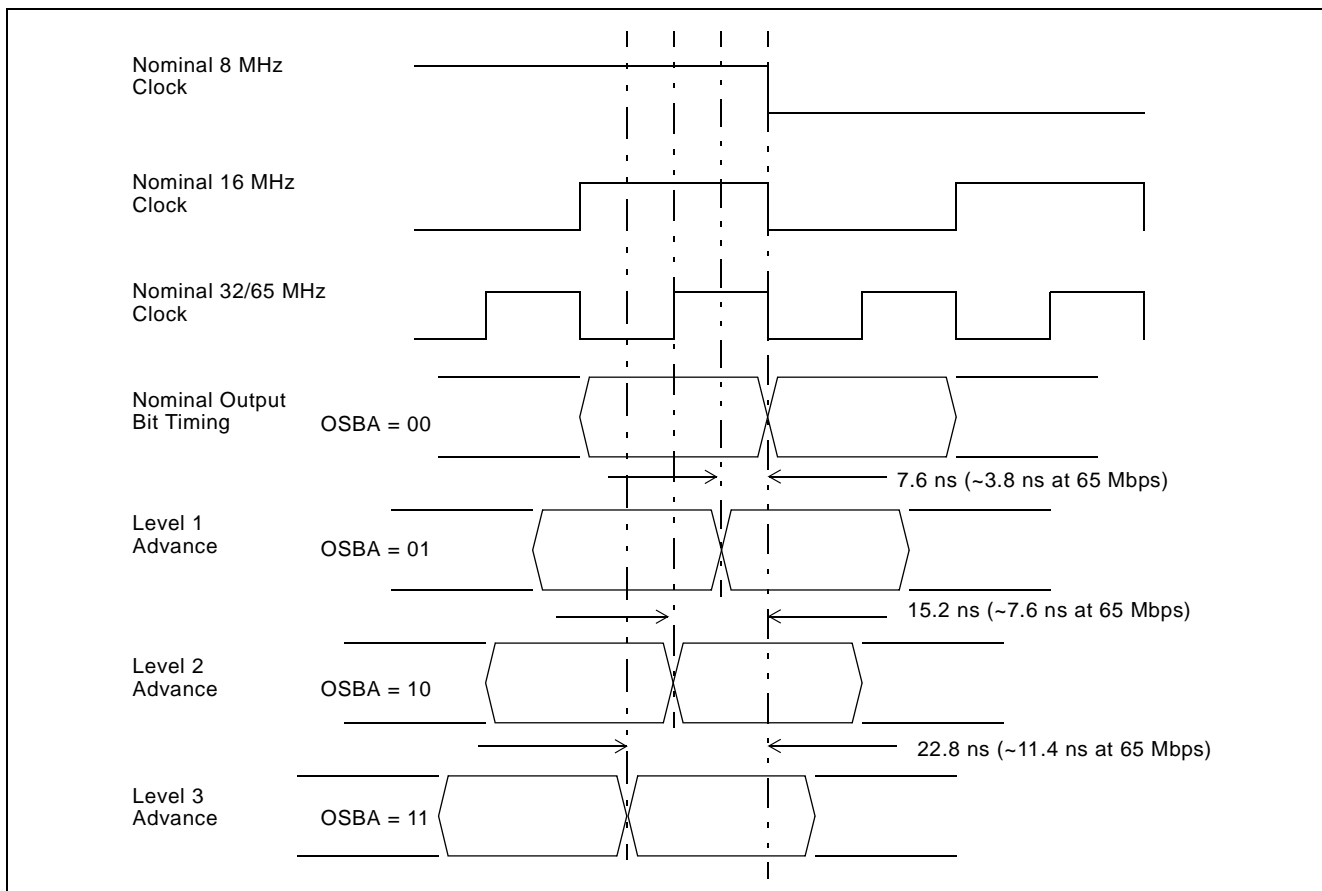 Nominal 8 MHz
Clock
Nominal 16 MHz
Clock
Nominal 32/65 MHz
Clock
Nominal Output
Bit Timing
OSBA = 00
7.6 ns (~3.8 ns at 65 Mbps)
Level 1
Advance
OSBA = 01
15.2 ns (~7.6 ns at 65 Mbps)
Level 2
Advance
OSBA = 10
22.8 ns (~11.4 ns at 65 Mbps)
Level 3
Advance
OSBA = 11